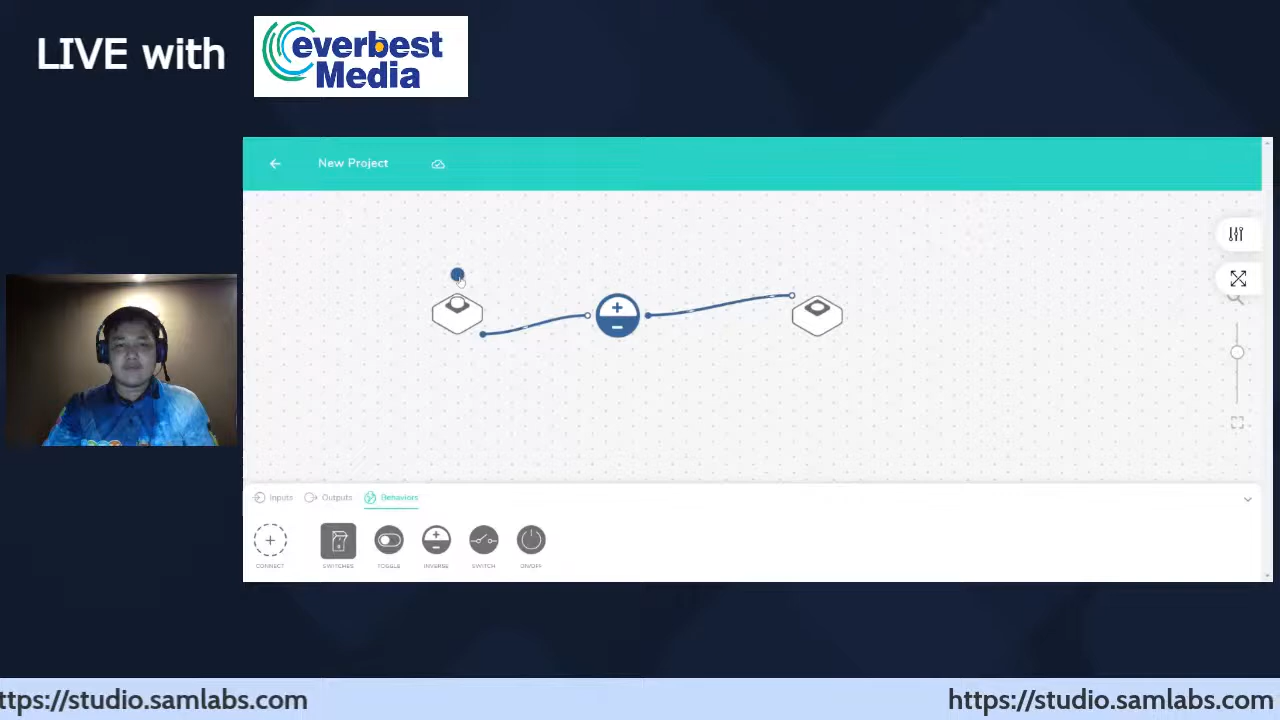 LIVE with
everbest
Media
New Project
Inputs
Outputs
Behaviors
CONNECT
SWITCHES
TOGGLE
INVERSE
SWITCH
ON/OFF
ttps://studio.samlabs.com
https://studio.samlabs.com